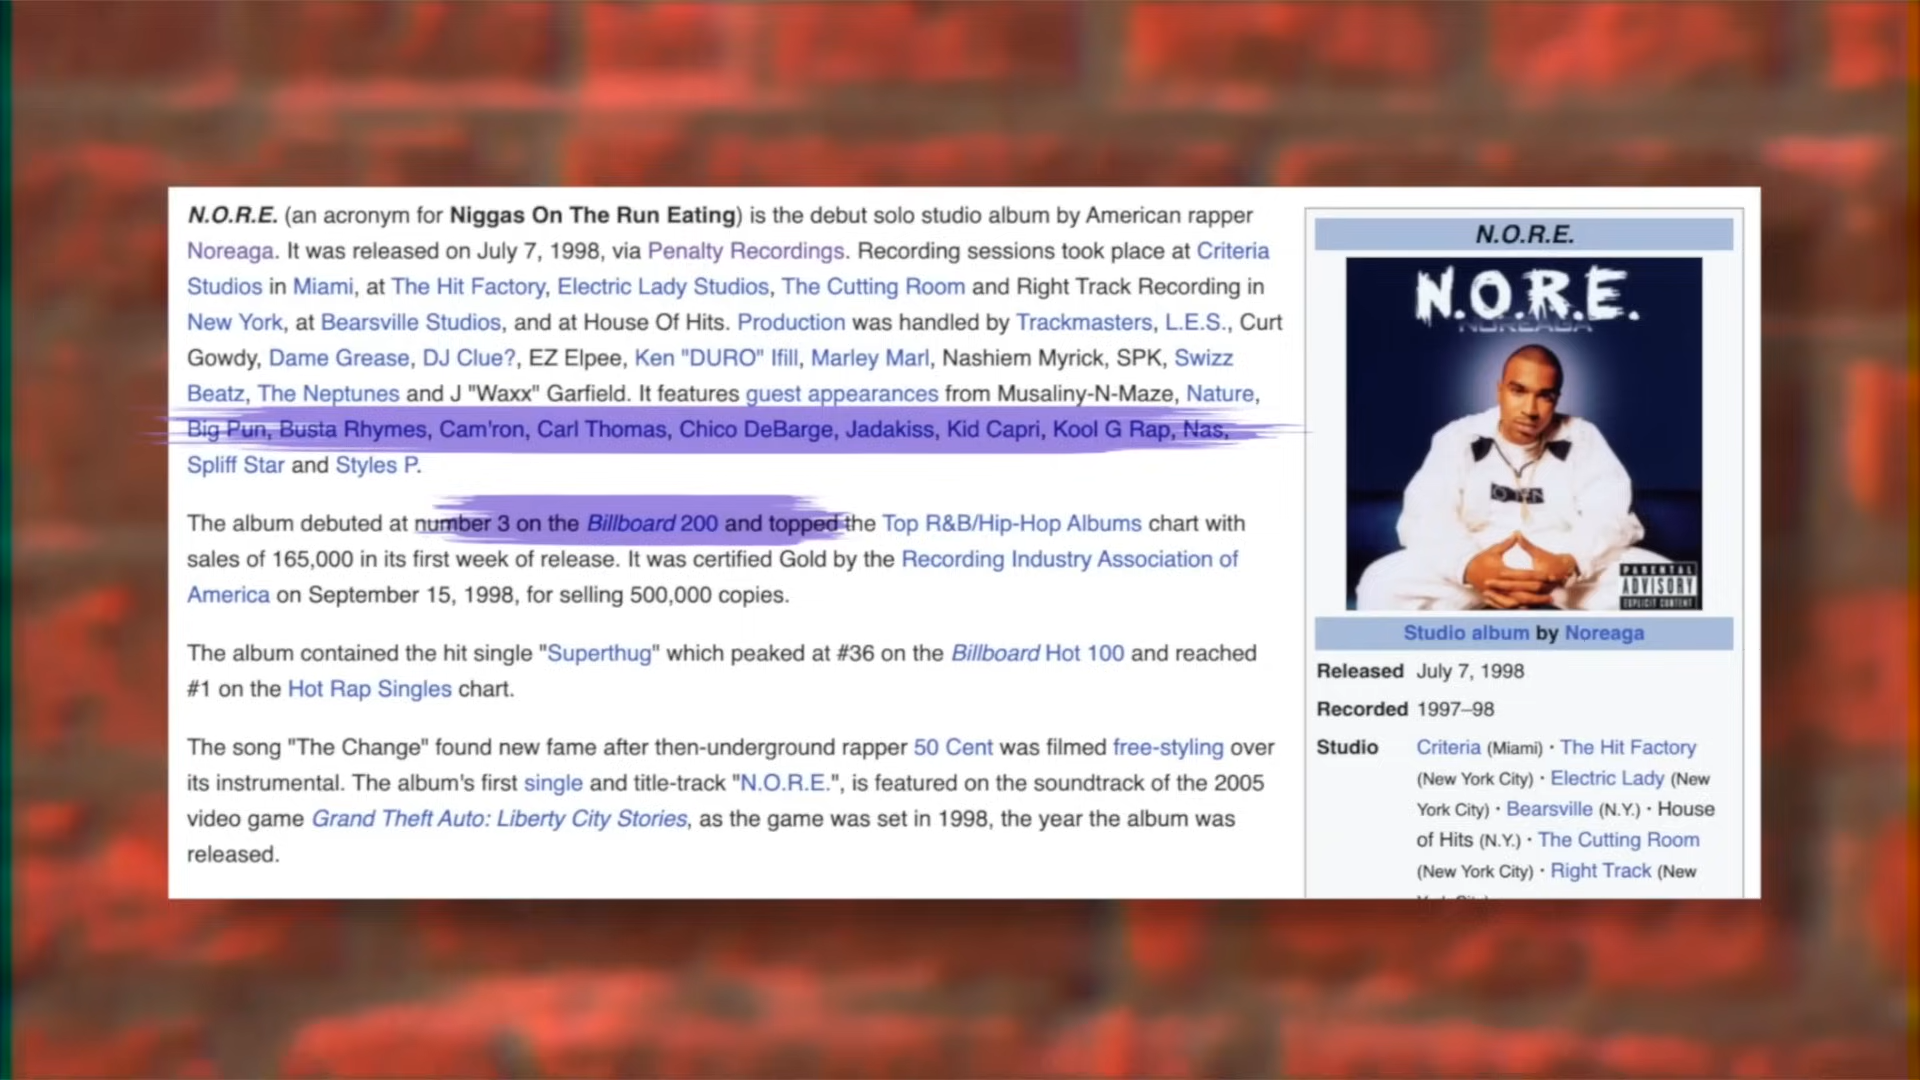 N.O.R.E. (an acronym for Niggas On The Run Eating) is the debut solo studio album by American rapper
Noreaga. It was released on July 7, 1998, via Penalty Recordings. Recording sessions took place at Criteria
Studios in Miami, at The Hit Factory, Electric Lady Studios, The Cutting Room and Right Track Recording in
New York, at Bearsville Studios, and at House Of Hits. Production was handled by Trackmasters, L.E.S., Curt
Gowdy, Dame Grease, DJ Clue?, EZ Elpee, Ken "DURO" Ifill, Marley Marl, Nashiem Myrick, SPK, Swizz
Beatz, The Neptunes and J "Waxx" Garfield. It features guest appearances from Musaliny-N-Maze, Nature,
Big Pun, Busta Rhymes, Cam'ron, Carl Thomas, Chico DeBarge, Jadakiss, Kid Capri, Kool G Rap, Nas,
Spliff Star and Styles P.
The album debuted at number 3 on the Billboard 200 and topped the Top R&B/Hip-Hop Albums chart with
sales of 165,000 in its first week of release. It was certified Gold by the Recording Industry Association of
America on September 15, 1998, for selling 500,000 copies.
The album contained the hit single "Superthug" which peaked at #36 on the Billboard Hot 100 and reached
#1 on the Hot Rap Singles chart.
The song "The Change" found new fame after then-underground rapper 50 Cent was filmed free-styling over
its instrumental. The album's first single and title-track "N.O.R.E.", is featured on the soundtrack of the 2005
video game Grand Theft Auto: Liberty City Stories, as the game was set in 1998, the year the album was
released.
N.O.R.E.
N.O.R.E.
NOREAGA
PARENTAL
ADVISORY
EXPLICIT CONTENT
Studio album by Noreaga
Released July 7, 1998
Recorded 1997–98
Studio Criteria (Miami) · The Hit Factory
(New York City) · Electric Lady (New
York City) · Bearsville (N.Y.) · House
of Hits (N.Y.) · The Cutting Room
(New York City) · Right Track (New